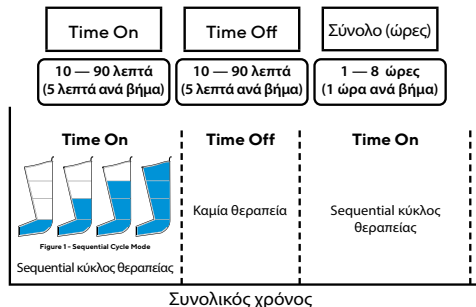 Time On
Time Off
Σύνολο (ώρες)
10 — 90 λεπτά
(5 λεπτά ανά βήμα)
10 — 90 λεπτά
(5 λεπτά ανά βήμα)
1 — 8 ώρες
(1 ώρα ανά βήμα)
Time On
Time Off
Time On
Figure 1 - Sequential Cycle Mode
Sequential κύκλος θεραπείας
Καμία θεραπεία
Sequential κύκλος
θεραπείας
Συνολικός χρόνος